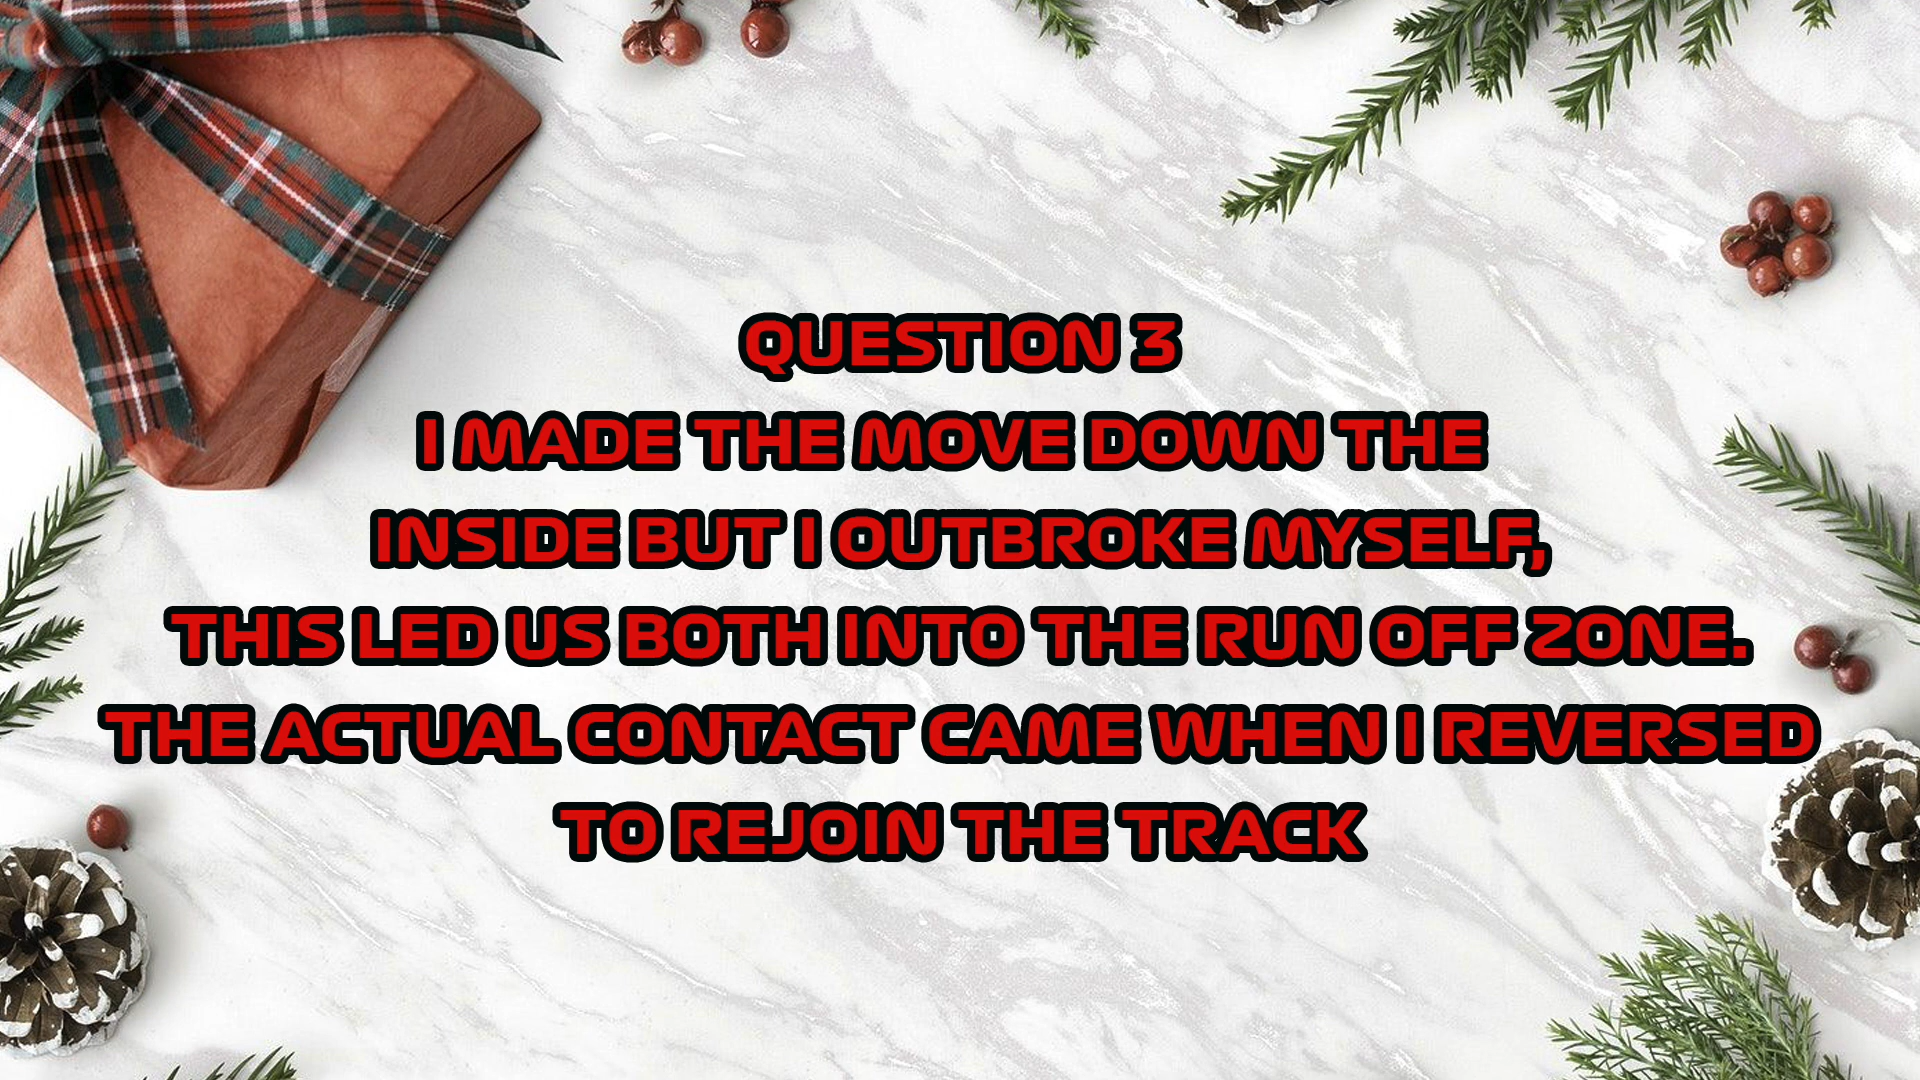 QUESTION 3
I MADE THE MOVE DOWN THE
INSIDE BUT I OUTBROKE MYSELF,
THIS LED US BOTH INTO THE RUN OFF ZONE.
THE ACTUAL CONTACT CAME WHEN I REVERSED
TO REJOIN THE TRACK